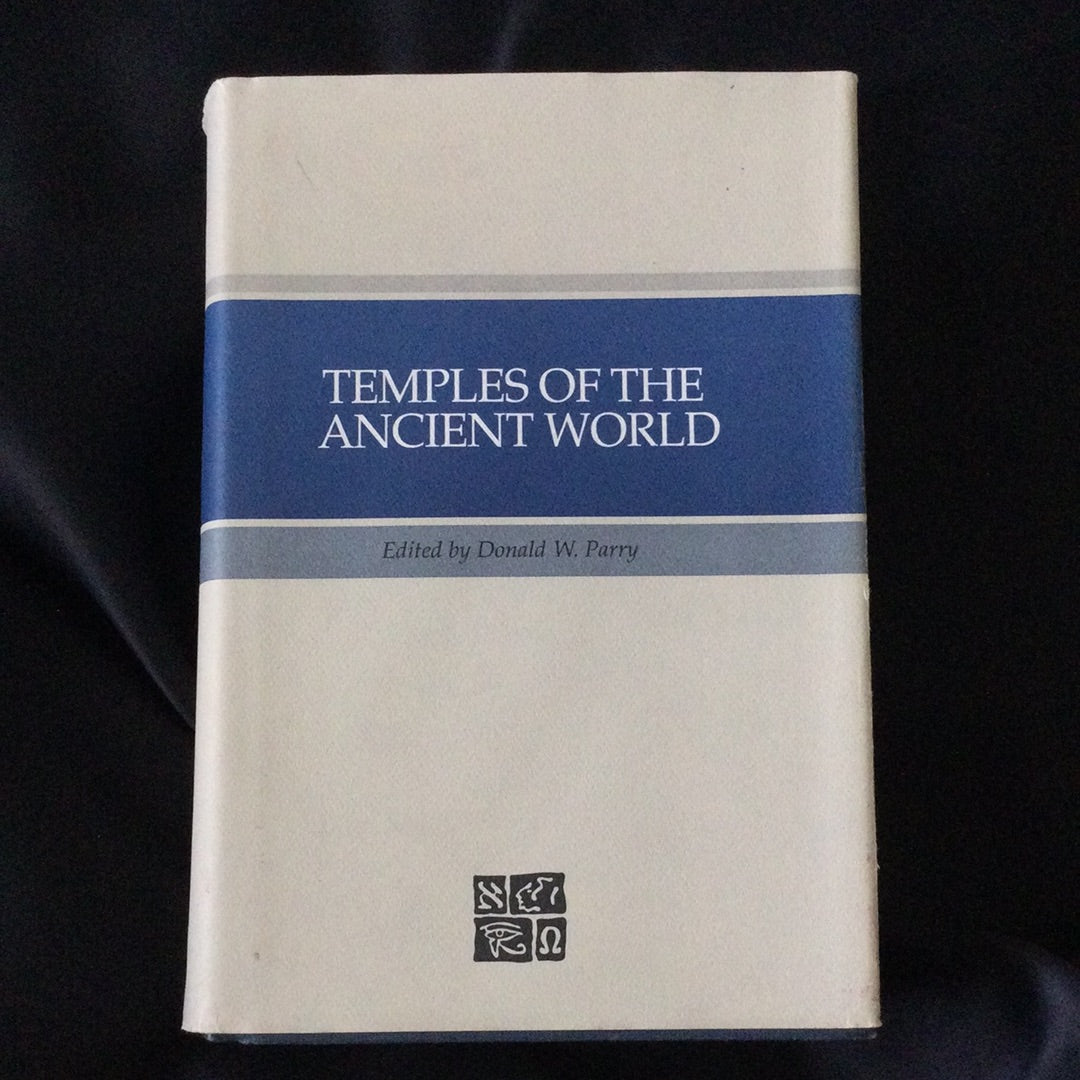 TEMPLES OF THE
ANCIENT WORLD
Edited by Donald W. Parry
א
Ω